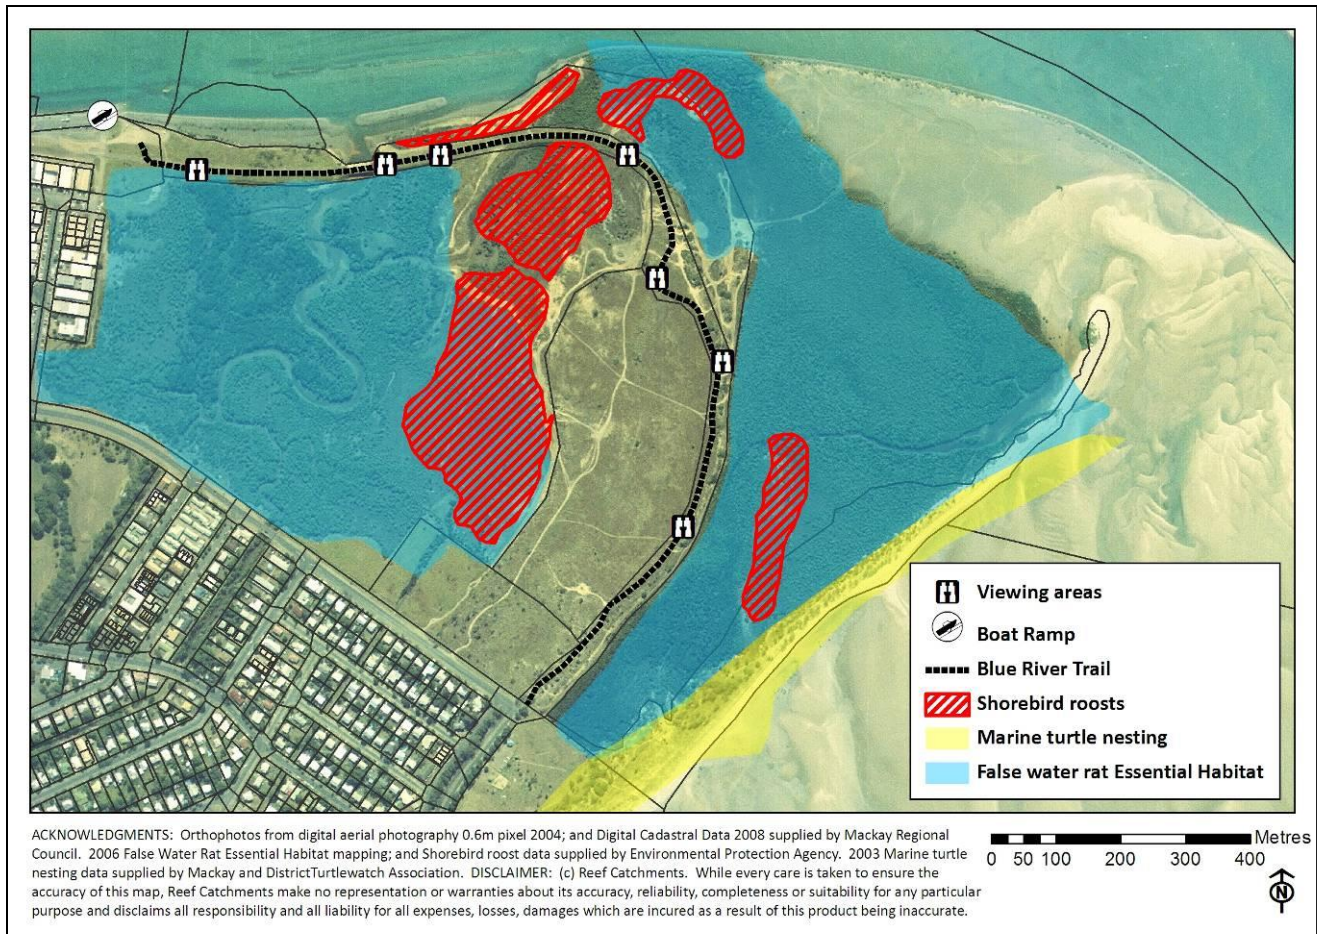 Viewing areas
Boat Ramp
Blue River Trail
Shorebird roosts
Marine turtle nesting
False water rat Essential Habitat
ACKNOWLEDGMENTS: Orthophotos from digital aerial photography 0.6m pixel 2004; and Digital Cadastral Data 2008 supplied by Mackay Regional
Council. 2006 False Water Rat Essential Habitat mapping; and Shorebird roost data supplied by Environmental Protection Agency. 2003 Marine turtle
nesting data supplied by Mackay and DistrictTurtlewatch Association. DISCLAIMER: (c) Reef Catchments. While every care is taken to ensure the
accuracy of this map, Reef Catchments make no representation or warranties about its accuracy, reliability, completeness or suitability for any particular
purpose and disclaims all responsibility and all liability for all expenses, losses, damages which are incured as a result of this product being inaccurate.
Metres
0 50 100 200 300 400
N